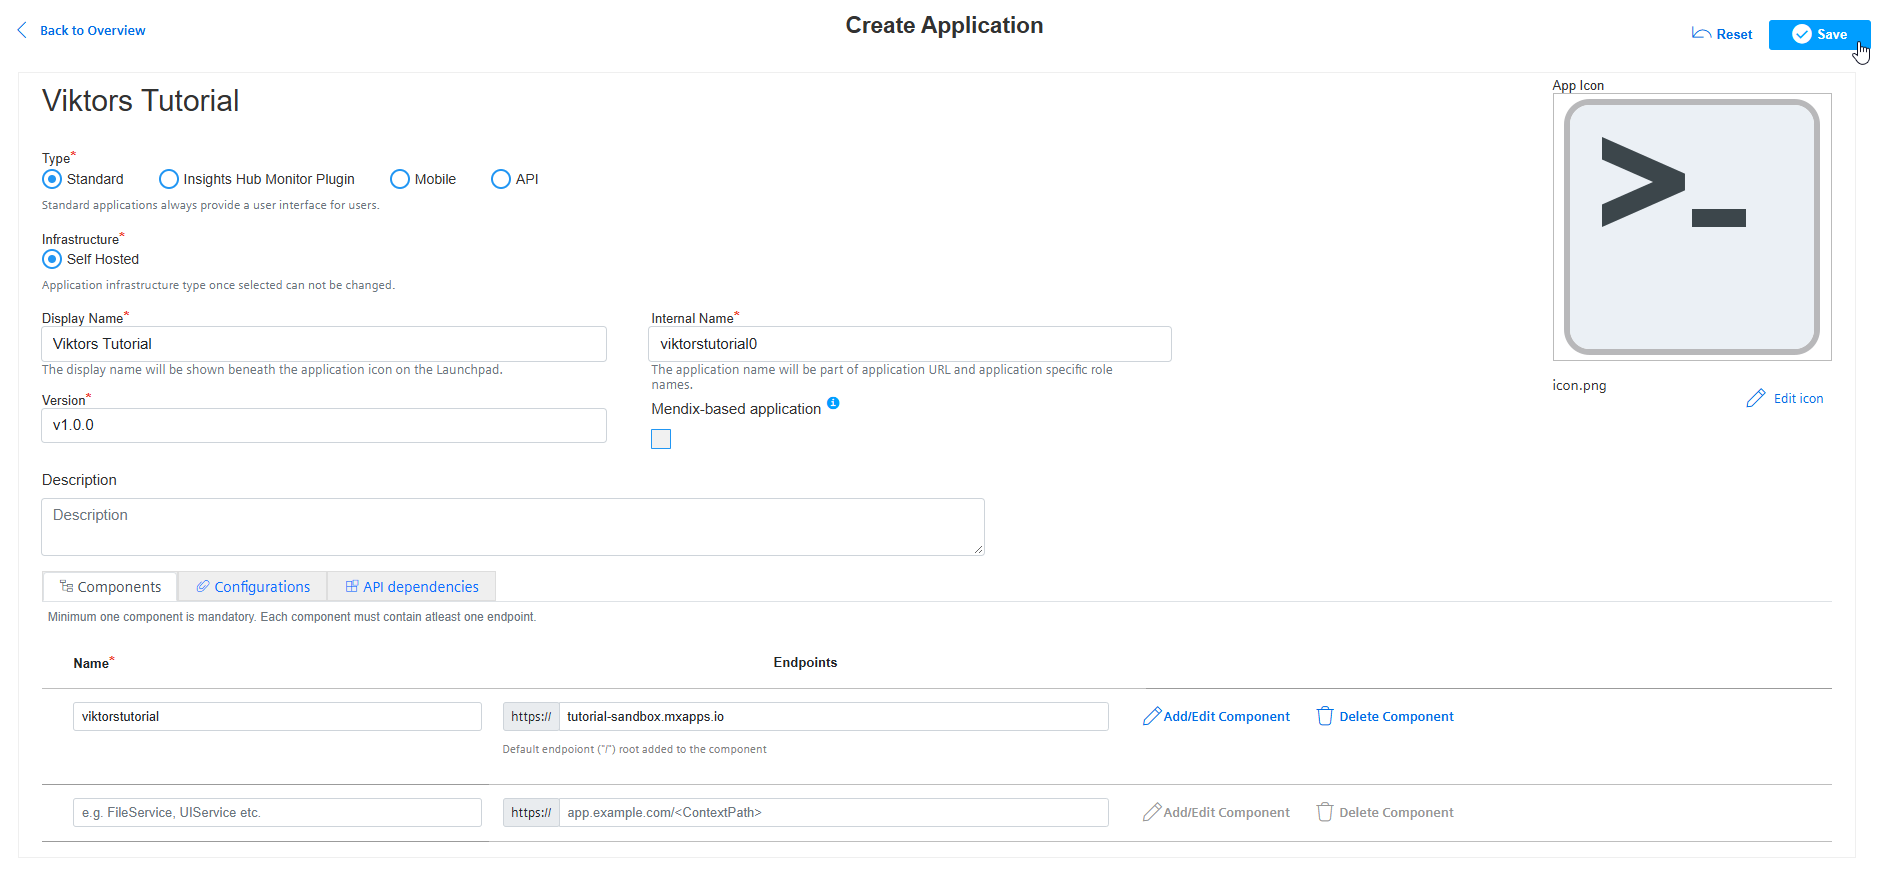 Back to Overview
Create Application
Reset
Save
Viktors Tutorial
App Icon
>_
Type*
Standard
Insights Hub Monitor Plugin
Mobile
API
Standard applications always provide a user interface for users.
Infrastructure*
Self Hosted
Application infrastructure type once selected can not be changed.
Display Name*
Internal Name*
Viktors Tutorial
viktorstutorial0
The display name will be shown beneath the application icon on the Launchpad.
The application name will be part of application URL and application specific role
names.
icon.png
Edit icon
Version*
Mendix-based application
v1.0.0
Description
Description
Components
Configurations
API dependencies
Minimum one component is mandatory. Each component must contain atleast one endpoint.
Name*
Endpoints
viktorstutorial
https://
tutorial-sandbox.mxapps.io
Add/Edit Component
Delete Component
Default endpoiont ("/") root added to the component
e.g. FileService, UIService etc.
https://
app.example.com/<ContextPath>
Add/Edit Component
Delete Component